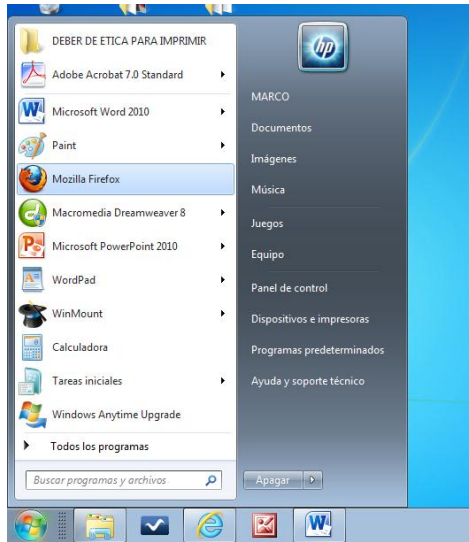 DEBER DE ETICA PARA IMPRIMIR
Adobe Acrobat 7.0 Standard
Microsoft Word 2010
Paint
Mozilla Firefox
Macromedia Dreamweaver 8
Microsoft PowerPoint 2010
WordPad
WinMount
Calculadora
Tareas iniciales
Windows Anytime Upgrade
Todos los programas
Buscar programas y archivos
hp
MARCO
Documentos
Imágenes
Música
Juegos
Equipo
Panel de control
Dispositivos e impresoras
Programas predeterminados
Ayuda y soporte técnico
Apagar